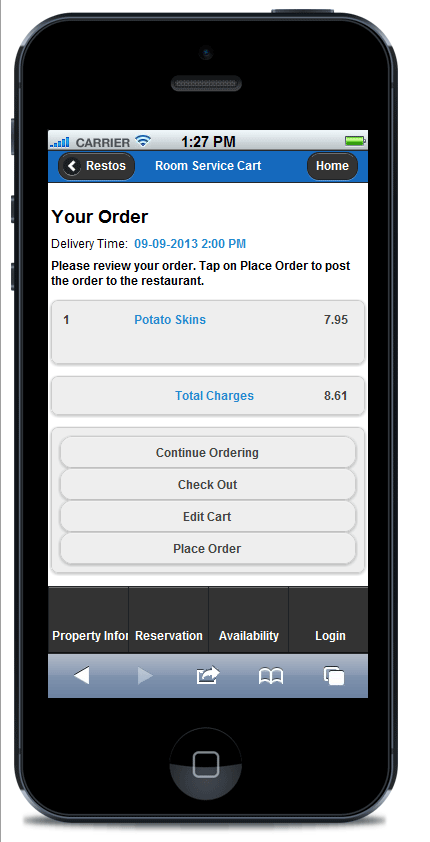 CARRIER 1:27 PM
Restos Room Service Cart Home
Your Order
Delivery Time: 09-09-2013 2:00 PM
Please review your order. Tap on Place Order to post
the order to the restaurant.
1 Potato Skins 7.95
Total Charges 8.61
Continue Ordering
Check Out
Edit Cart
Place Order
Property Infor Reservation Availability Login